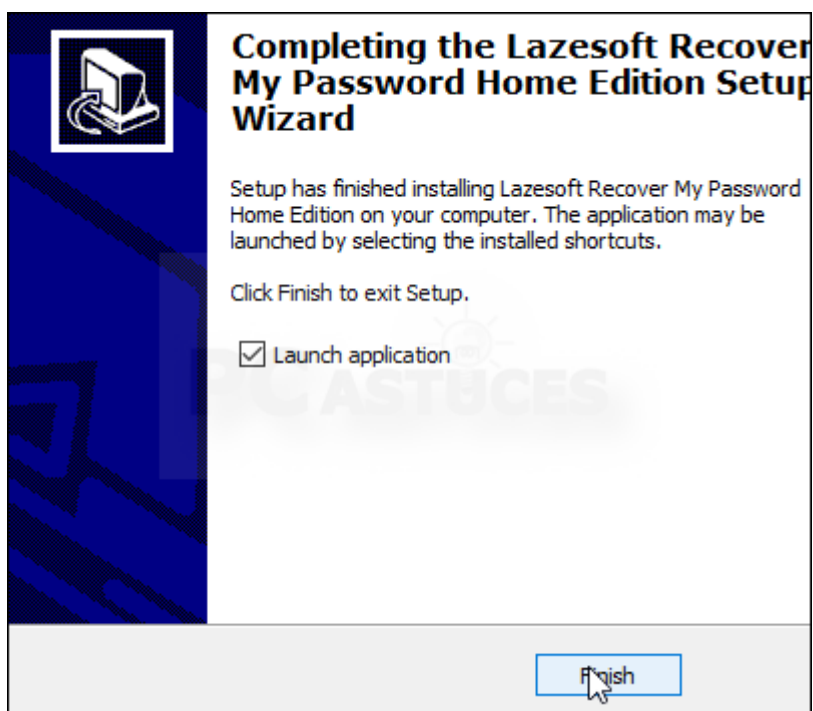 Completing the Lazesoft Recover
My Password Home Edition Setup
Wizard
Setup has finished installing Lazesoft Recover My Password
Home Edition on your computer. The application may be
launched by selecting the installed shortcuts.
Click Finish to exit Setup.
Launch application
PC ASTUCES
Finish